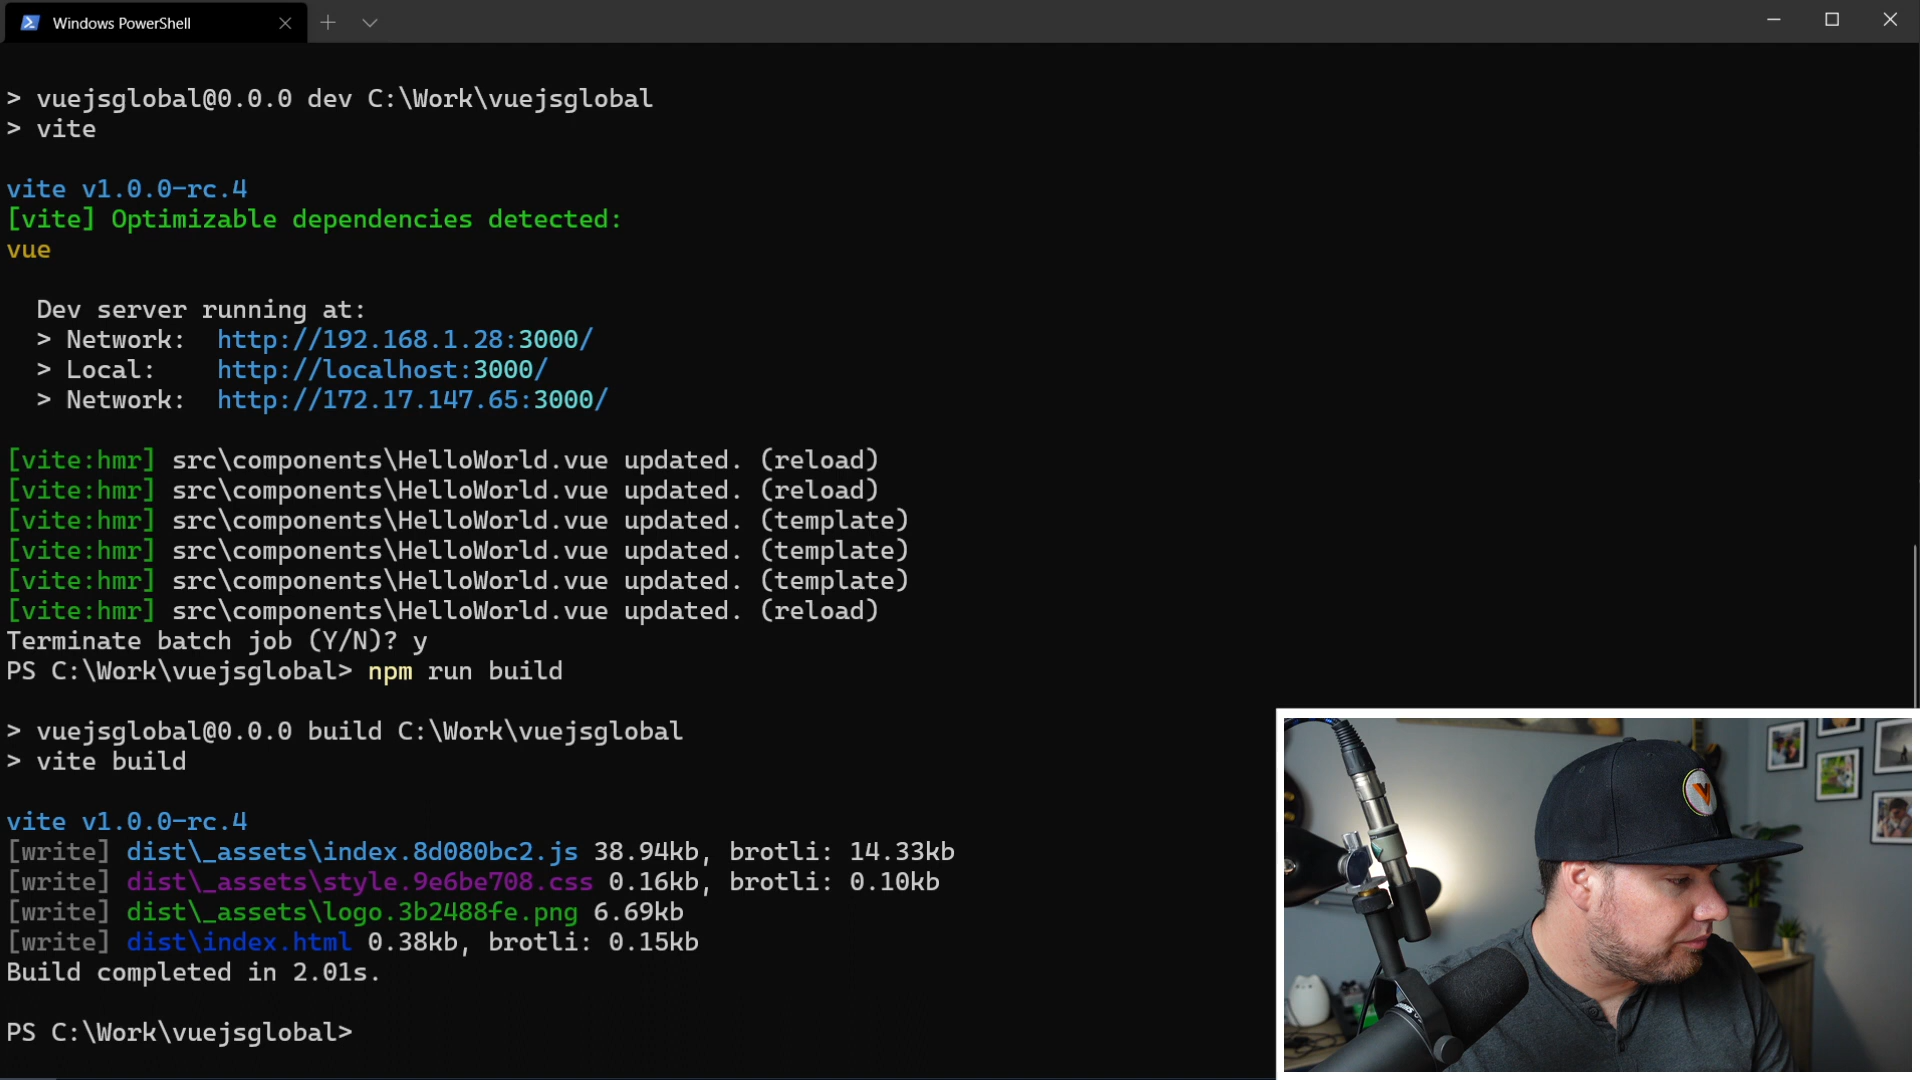 Windows PowerShell
> vuejsglobal@0.0.0 dev C:\Work\vuejsglobal
> vite
vite v1.0.0-rc.4
[vite] Optimizable dependencies detected:
vue
Dev server running at:
> Network:  http://192.168.1.28:3000/
> Local:    http://localhost:3000/
> Network:  http://172.17.147.65:3000/
[vite:hmr] src\components\HelloWorld.vue updated. (reload)
[vite:hmr] src\components\HelloWorld.vue updated. (reload)
[vite:hmr] src\components\HelloWorld.vue updated. (template)
[vite:hmr] src\components\HelloWorld.vue updated. (template)
[vite:hmr] src\components\HelloWorld.vue updated. (template)
[vite:hmr] src\components\HelloWorld.vue updated. (reload)
Terminate batch job (Y/N)? y
PS C:\Work\vuejsglobal> npm run build
> vuejsglobal@0.0.0 build C:\Work\vuejsglobal
> vite build
vite v1.0.0-rc.4
[write] dist\_assets\index.8d080bc2.js 38.94kb, brotli: 14.33kb
[write] dist\_assets\style.9e6be708.css 0.16kb, brotli: 0.10kb
[write] dist\_assets\logo.3b2488fe.png 6.69kb
[write] dist\index.html 0.38kb, brotli: 0.15kb
Build completed in 2.01s.
PS C:\Work\vuejsglobal>
V